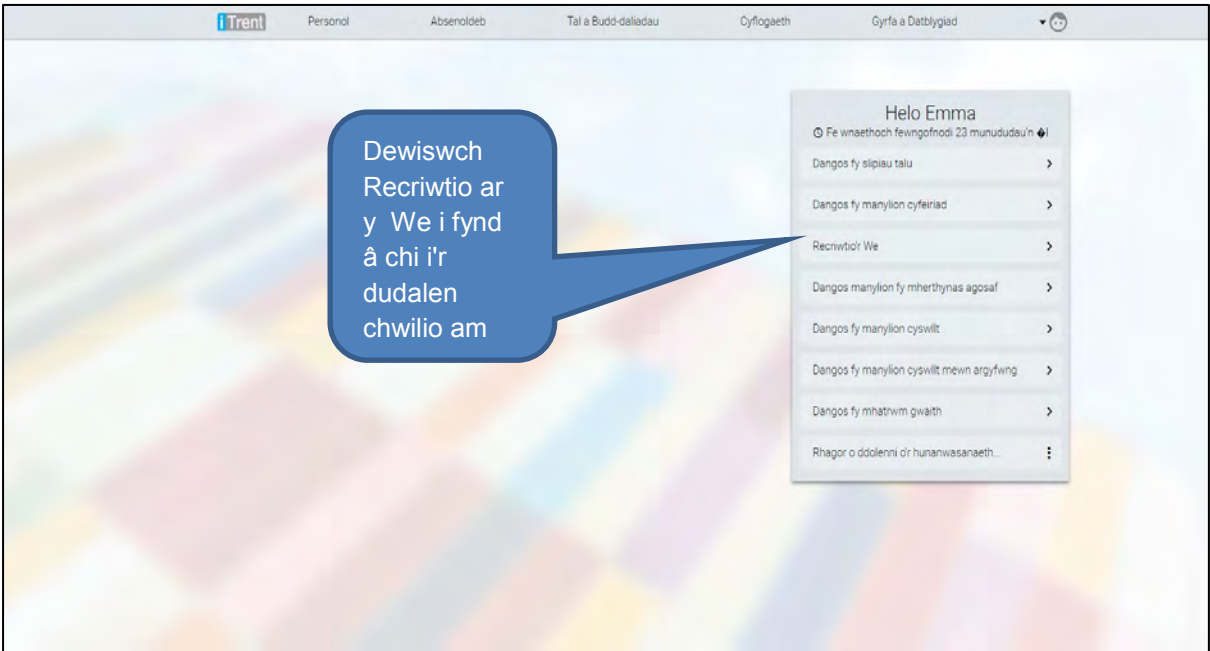 iTrent Personol Absenoldeb Tal a Budd-daliadau Cyflogaeth Gyrfa a Datblygiad
Dewiswch
Recriwtio ar
y We i fynd
â chi i'r
dudalen
chwilio am
Helo Emma
Fe wnaethoch fewngofnodi 23 munududau'n �l
Dangos fy slipiau talu
Dangos fy manylion cyfeiriad
Recriwtio'r We
Dangos manylion fy mherthynas agosaf
Dangos fy manylion cyswllt
Dangos fy manylion cyswllt mewn argyfwng
Dangos fy mhatrwm gwaith
Rhagor o ddolenni o'r hunanwasanaeth...